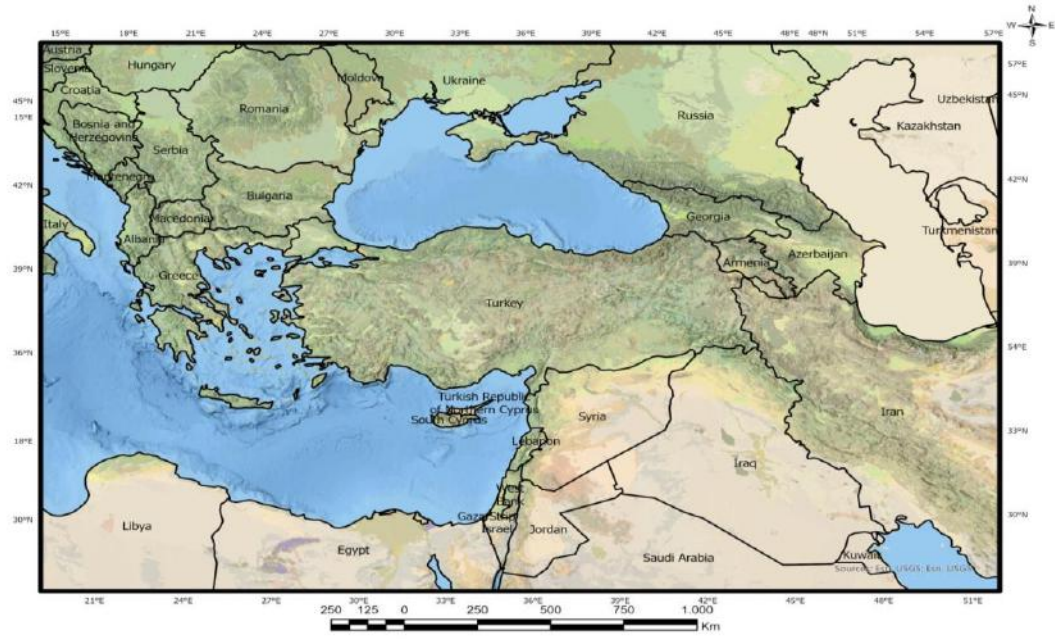 N
W E
S
15°E 18°E 21°E 24°E 27°E 30°E 33°E 36°E 39°E 42°E 45°E 48°E 48°N 51°E 54°E 57°E
Austria
Slovenia
Hungary
Croatia
Moldova
Ukraine
Romania
Russia
57°E
45°N
15°E
45°N
Uzbekistan
Kazakhstan
Bosnia and
Herzegovina
Serbia
Montenegro
42°N
42°N
Bulgaria
Italy
Macedonia
Georgia
Turkmenistan
Albania
Azerbaijan
Armenia
39°N
39°N
Greece
Turkey
36°N
54°E
Turkish Republic
of Northern Cyprus
South Cyprus
Syria
Iran
18°E
33°N
Lebanon
Iraq
West
Bank
30°N
30°N
Gaza Strip
Israel
Libya
Jordan
Egypt
Saudi Arabia
Kuwait
Sources: Esri, USGS; Esri, USGS
21°E 24°E 27°E 30°E 33°E 36°E 39°E 42°E 45°E 48°E 51°E
250 125 0 250 500 750 1.000
Km